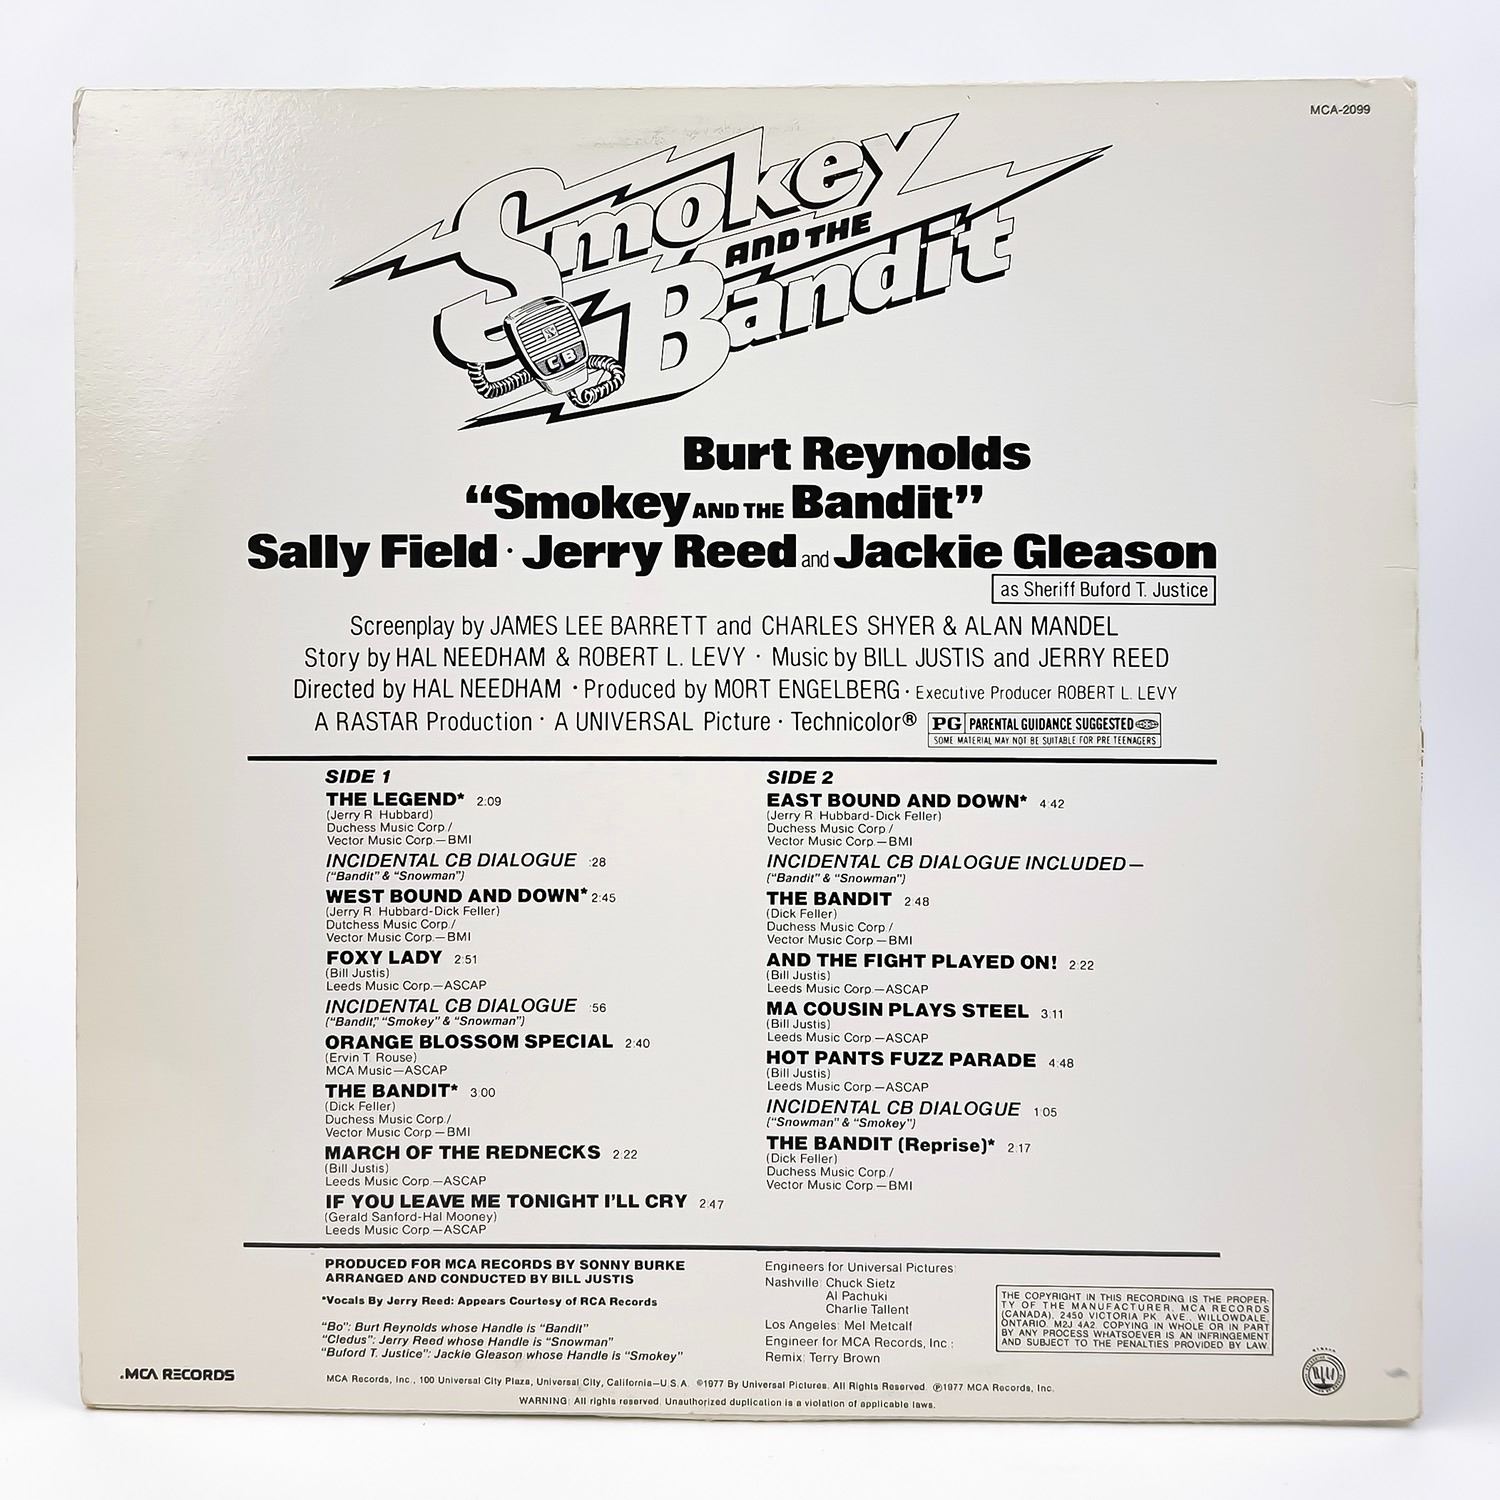 MCA-2099
Smokey
AND THE
Bandit
CB
Burt Reynolds
“Smokey AND THE Bandit”
Sally Field · Jerry Reed and Jackie Gleason
as Sheriff Buford T. Justice
Screenplay by JAMES LEE BARRETT and CHARLES SHYER & ALAN MANDEL
Story by HAL NEEDHAM & ROBERT L. LEVY · Music by BILL JUSTIS and JERRY REED
Directed by HAL NEEDHAM · Produced by MORT ENGELBERG · Executive Producer ROBERT L. LEVY
A RASTAR Production · A UNIVERSAL Picture · Technicolor®
PG PARENTAL GUIDANCE SUGGESTED
SOME MATERIAL MAY NOT BE SUITABLE FOR PRE TEENAGERS
SIDE 1
THE LEGEND* 2:09
(Jerry R. Hubbard)
Duchess Music Corp./
Vector Music Corp.—BMI
INCIDENTAL CB DIALOGUE :28
(“Bandit” & “Snowman”)
WEST BOUND AND DOWN* 2:45
(Jerry R. Hubbard-Dick Feller)
Dutchess Music Corp./
Vector Music Corp.—BMI
FOXY LADY 2:51
(Bill Justis)
Leeds Music Corp.—ASCAP
INCIDENTAL CB DIALOGUE :56
(“Bandit,” “Smokey” & “Snowman”)
ORANGE BLOSSOM SPECIAL 2:40
(Ervin T. Rouse)
MCA Music—ASCAP
THE BANDIT* 3:00
(Dick Feller)
Duchess Music Corp./
Vector Music Corp.—BMI
MARCH OF THE REDNECKS 2:22
(Bill Justis)
Leeds Music Corp.—ASCAP
IF YOU LEAVE ME TONIGHT I'LL CRY 2:47
(Gerald Sanford-Hal Mooney)
Leeds Music Corp.—ASCAP
SIDE 2
EAST BOUND AND DOWN* 4:42
(Jerry R. Hubbard-Dick Feller)
Duchess Music Corp./
Vector Music Corp.—BMI
INCIDENTAL CB DIALOGUE INCLUDED—
(“Bandit” & “Snowman”)
THE BANDIT 2:48
(Dick Feller)
Duchess Music Corp./
Vector Music Corp.—BMI
AND THE FIGHT PLAYED ON! 2:22
(Bill Justis)
Leeds Music Corp.—ASCAP
MA COUSIN PLAYS STEEL 3:11
(Bill Justis)
Leeds Music Corp.—ASCAP
HOT PANTS FUZZ PARADE 4:48
(Bill Justis)
Leeds Music Corp.—ASCAP
INCIDENTAL CB DIALOGUE 1:05
(“Snowman” & “Smokey”)
THE BANDIT (Reprise)* 2:17
(Dick Feller)
Duchess Music Corp./
Vector Music Corp.—BMI
PRODUCED FOR MCA RECORDS BY SONNY BURKE
ARRANGED AND CONDUCTED BY BILL JUSTIS
*Vocals By Jerry Reed: Appears Courtesy of RCA Records
“Bo”: Burt Reynolds whose Handle is “Bandit”
“Cledus”: Jerry Reed whose Handle is “Snowman”
“Buford T. Justice”: Jackie Gleason whose Handle is “Smokey”
Engineers for Universal Pictures:
Nashville: Chuck Sietz
Al Pachuki
Charlie Tallent
Los Angeles: Mel Metcalf
Engineer for MCA Records, Inc.:
Remix: Terry Brown
THE COPYRIGHT IN THIS RECORDING IS THE PROPER-
TY OF THE MANUFACTURER, MCA RECORDS
(CANADA), 2450 VICTORIA PK. AVE., WILLOWDALE,
ONTARIO. M2J 4A2. COPYING IN WHOLE OR IN PART
BY ANY PROCESS WHATSOEVER IS AN INFRINGEMENT
AND SUBJECT TO THE PENALTIES PROVIDED BY LAW.
.MCA RECORDS
MCA Records, Inc., 100 Universal City Plaza, Universal City, California—U.S.A. ©1977 By Universal Pictures. All Rights Reserved. ℗1977 MCA Records, Inc.
WARNING: All rights reserved. Unauthorized duplication is a violation of applicable laws.